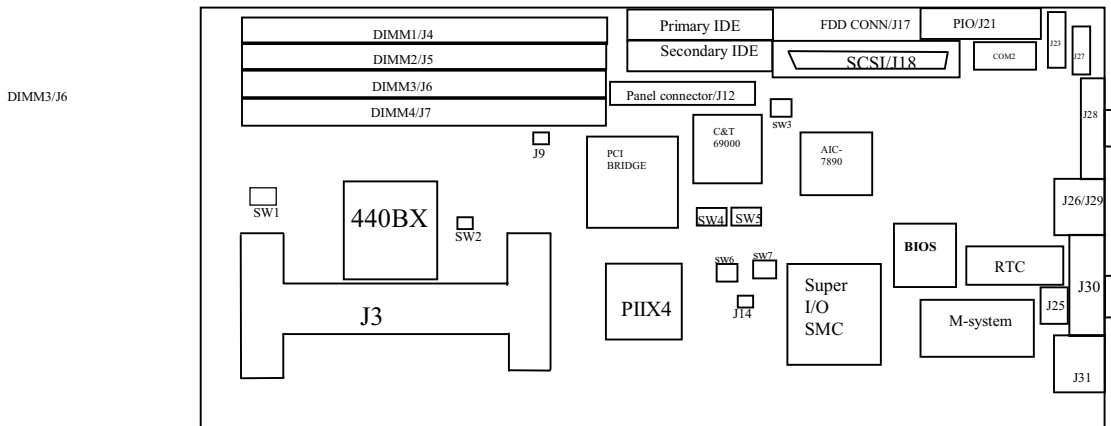 DIMM1/J4
Primary IDE
FDD CONN/J17
PIO/J21
J23
J27
DIMM2/J5
Secondary IDE
SCSI/J18
COM2
DIMM3/J6
DIMM3/J6
Panel connector/J12
DIMM4/J7
SW3
J28
J9
PCI
BRIDGE
C&T
69000
AIC-
7890
SW1
440BX
SW2
SW4
SW5
J26/J29
BIOS
SW6
SW7
RTC
J30
J3
PIIX4
J14
Super
I/O
SMC
M-system
J25
J31